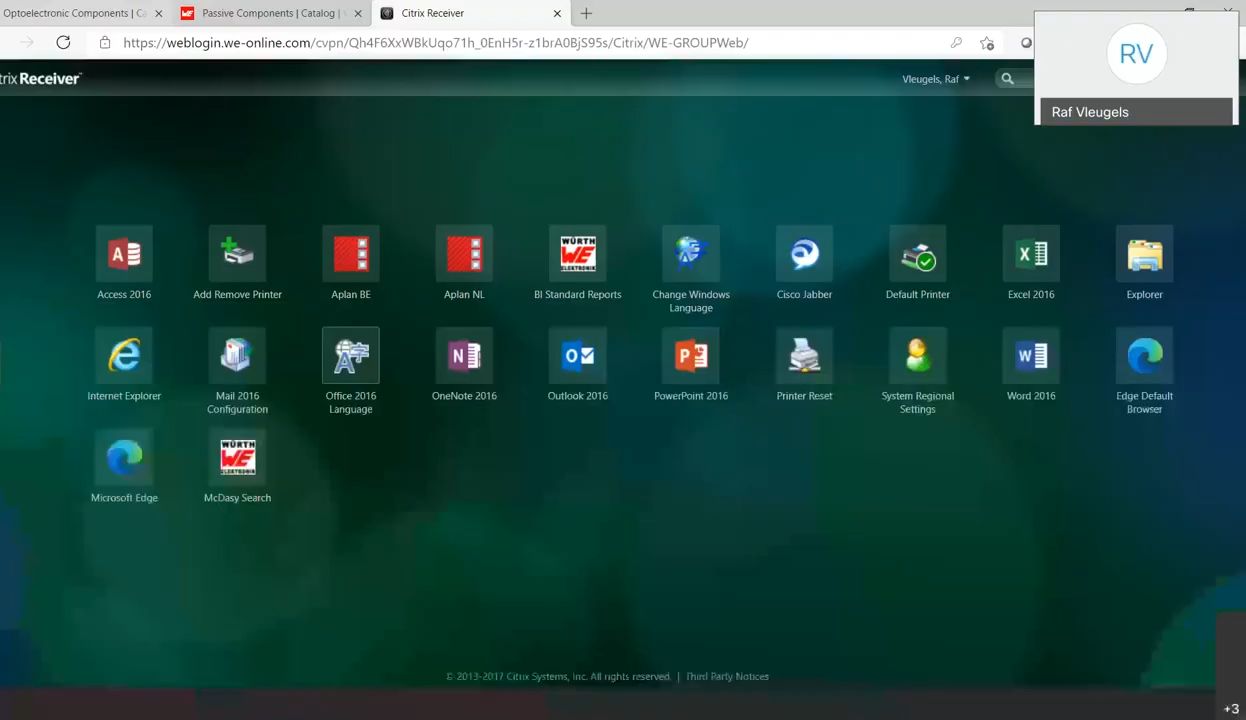 Optoelectronic Components | Ca
Passive Components | Catalog |
Citrix Receiver
https://weblogin.we-online.com/cvpn/Qh4F6XxWBkUqo71h_0EnH5r-z1brA0BjS95s/Citrix/WE-GROUPWeb/
RV
Raf Vleugels
trix Receiver™
Vleugels, Raf
WÜRTH
WE
ELEKTRONIK
Access 2016
Add Remove Printer
Aplan BE
Aplan NL
BI Standard Reports
Change Windows
Language
Cisco Jabber
Default Printer
Excel 2016
Explorer
Internet Explorer
Mail 2016
Configuration
Office 2016
Language
OneNote 2016
Outlook 2016
PowerPoint 2016
Printer Reset
System Regional
Settings
Word 2016
Edge Default
Browser
WÜRTH
WE
ELEKTRONIK
Microsoft Edge
McDasy Search
© 2013-2017 Citrix Systems, Inc. All rights reserved. | Third Party Notices
+3